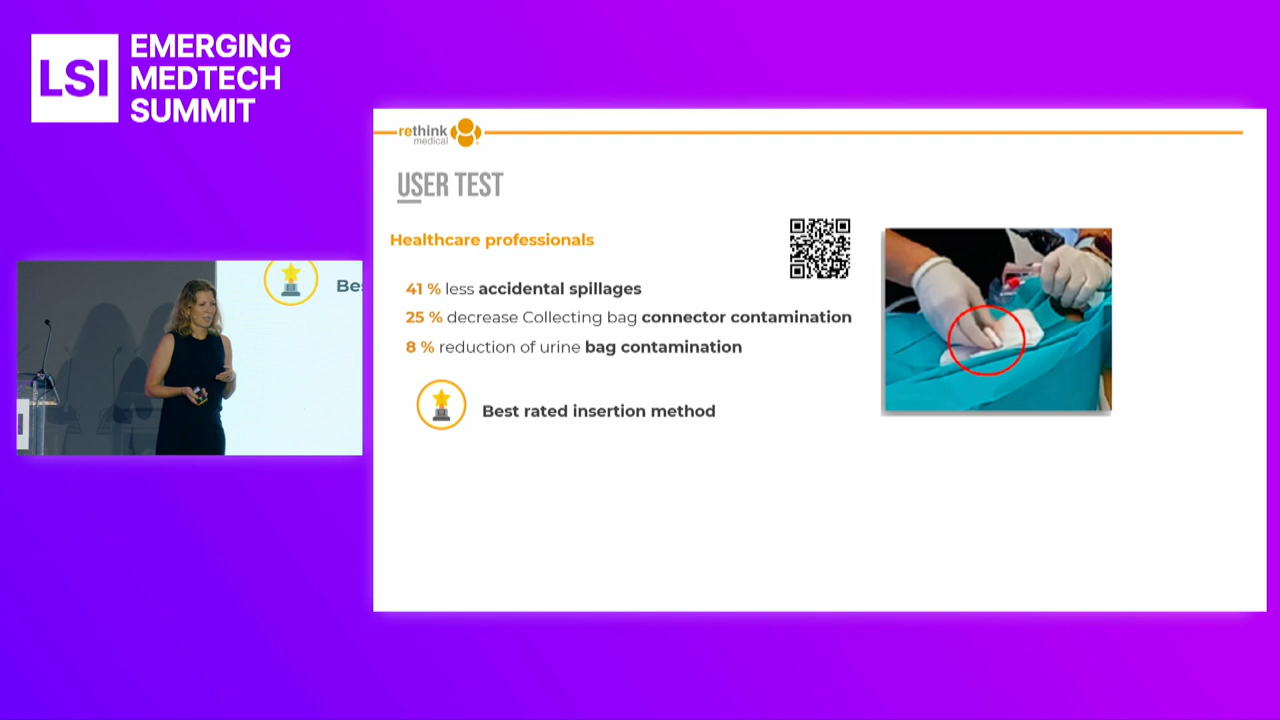 LSI
EMERGING
MEDTECH
SUMMIT
rethink
medical
USER TEST
Healthcare professionals
41 % less accidental spillages
25 % decrease Collecting bag connector contamination
8 % reduction of urine bag contamination
Best rated insertion method
Bes